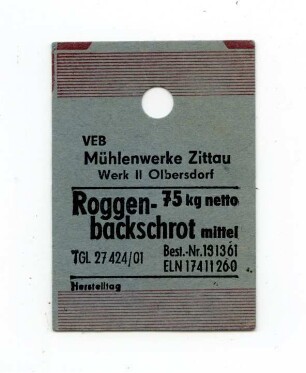 VEB
Mühlenwerke Zittau
Werk II Olbersdorf
Roggen- 75 kg netto
backschrot mittel
TGL 27 424/01 Best.-Nr. 131361
ELN 17411260
Herstelltag